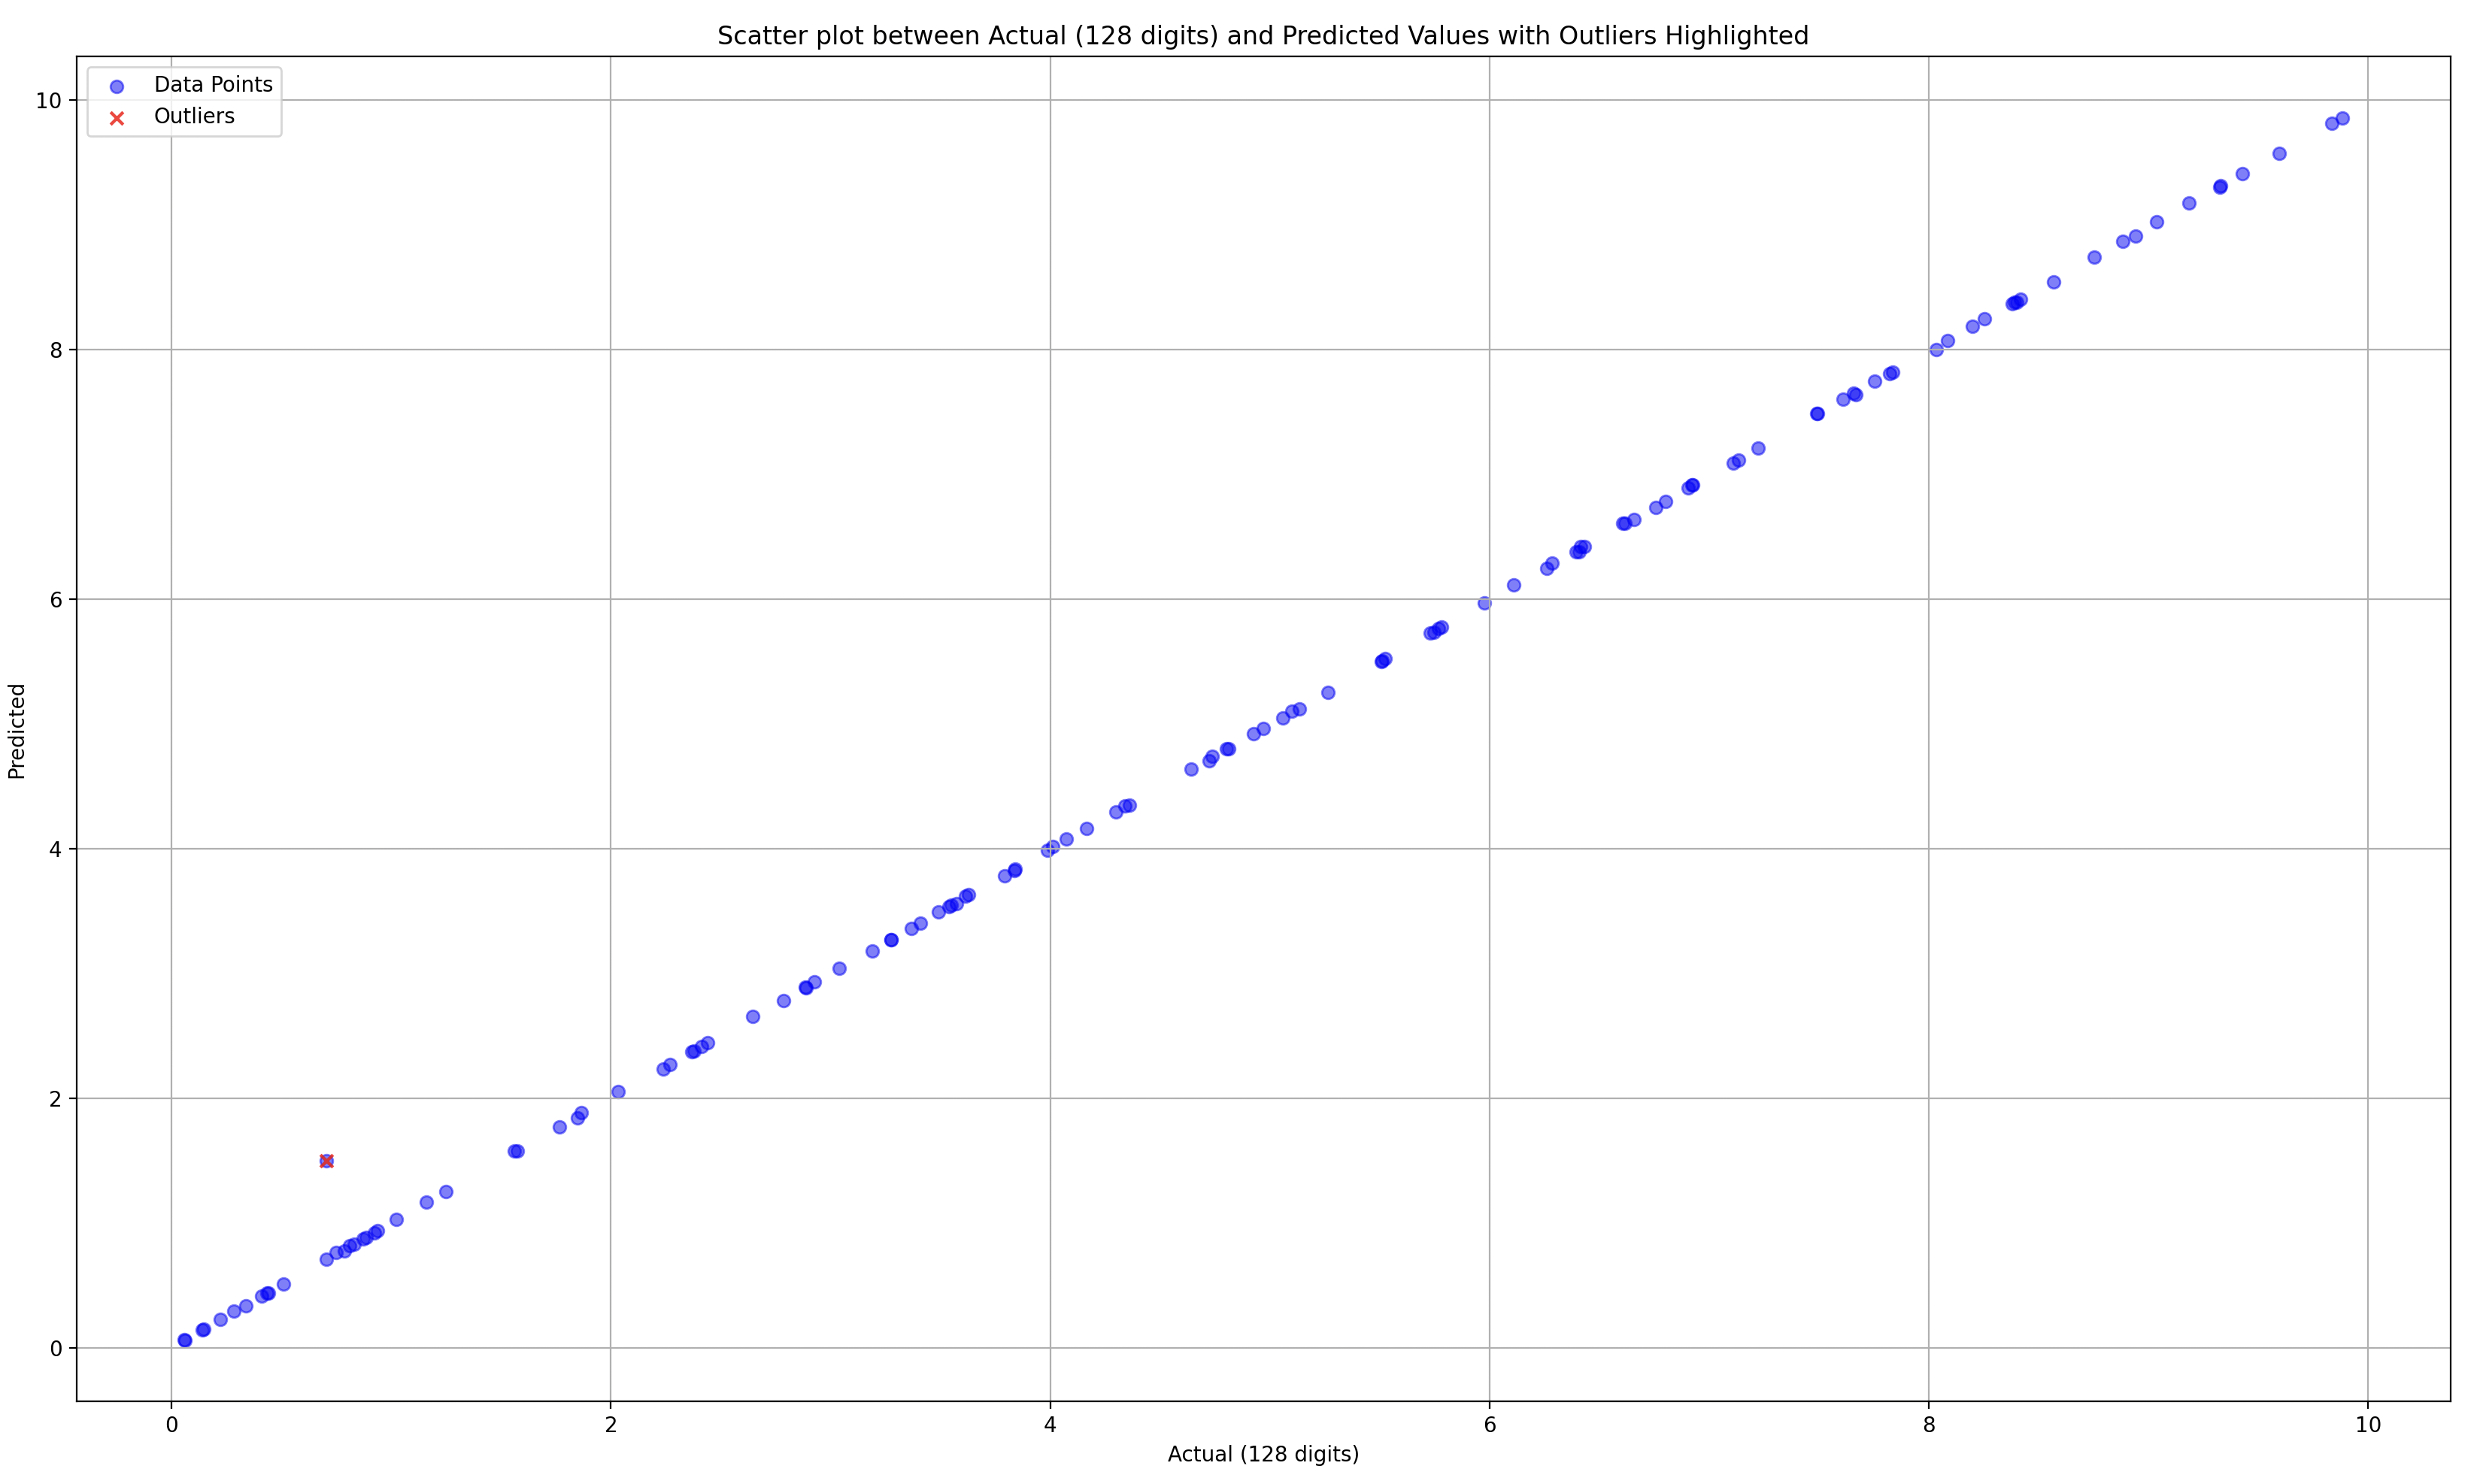 Scatter plot between Actual (128 digits) and Predicted Values with Outliers Highlighted
Data Points
Outliers
10
8
6
4
2
0
Predicted
0 2 4 6 8 10
Actual (128 digits)